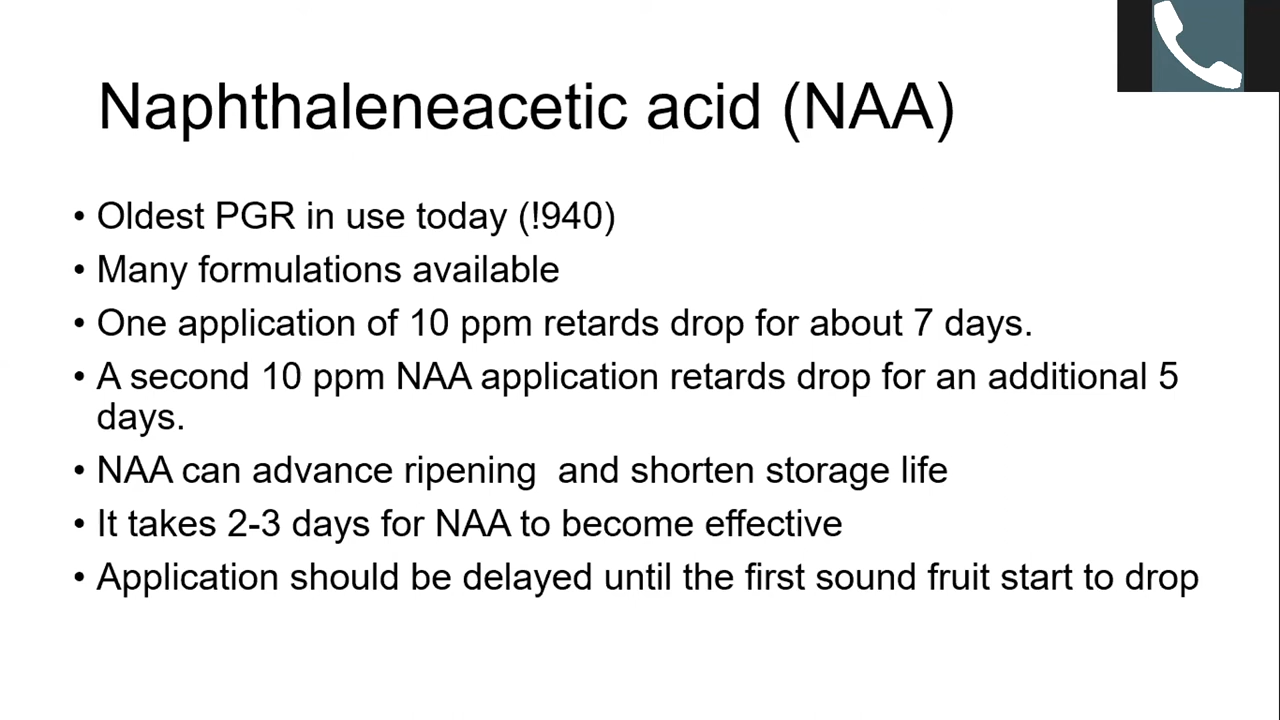 Naphthaleneacetic acid (NAA)
• Oldest PGR in use today (!940)
• Many formulations available
• One application of 10 ppm retards drop for about 7 days.
• A second 10 ppm NAA application retards drop for an additional 5
days.
• NAA can advance ripening  and shorten storage life
• It takes 2-3 days for NAA to become effective
• Application should be delayed until the first sound fruit start to drop